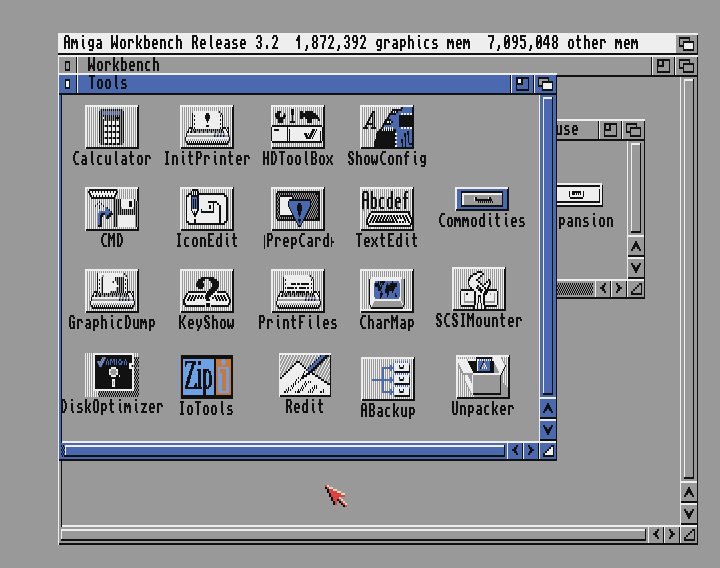 Amiga Workbench Release 3.2 1,872,392 graphics mem 7,095,048 other mem
Workbench
Tools
use
Calculator InitPrinter HDToolBox ShowConfig
CMD IconEdit PrepCard TextEdit Commodities pansion
Abcdef
GraphicDump KeyShow PrintFiles CharMap SCSIMounter
AMIGA
Zip i
DiskOptimizer IoTools Redit ABackup Unpacker